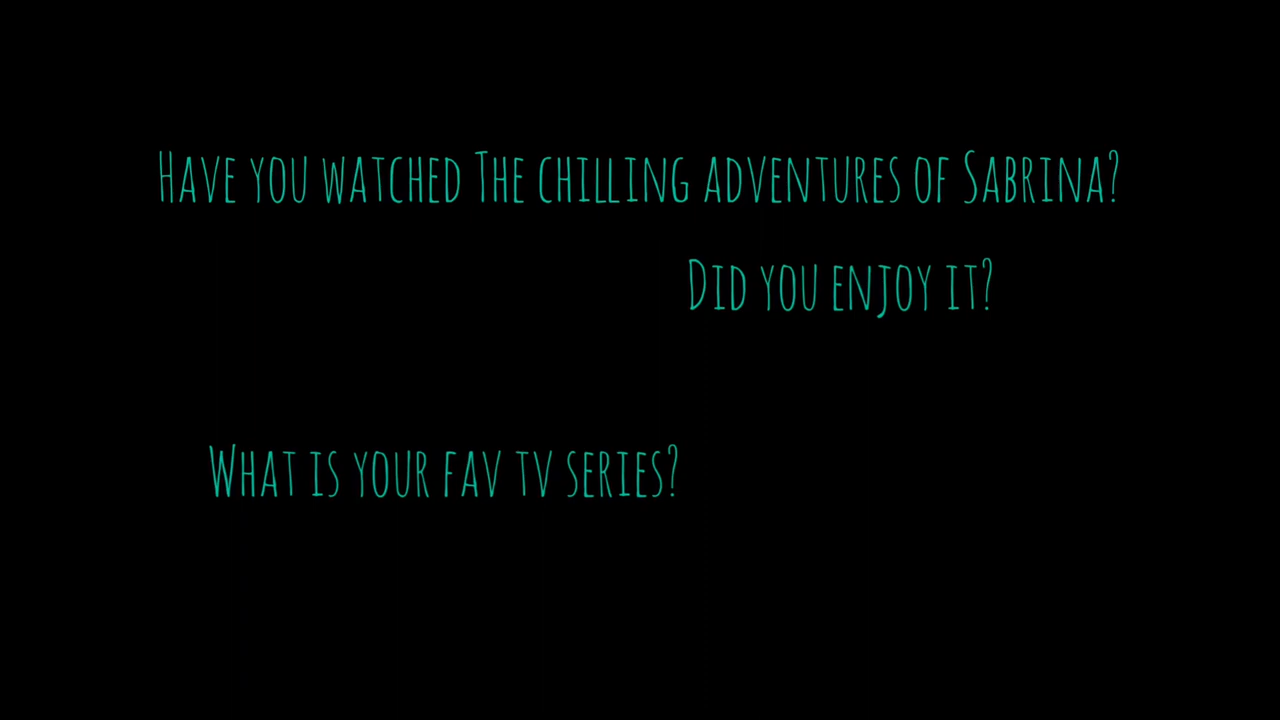 Have you watched The chilling adventures of Sabrina?
Did you enjoy it?
What is your fav tv series?